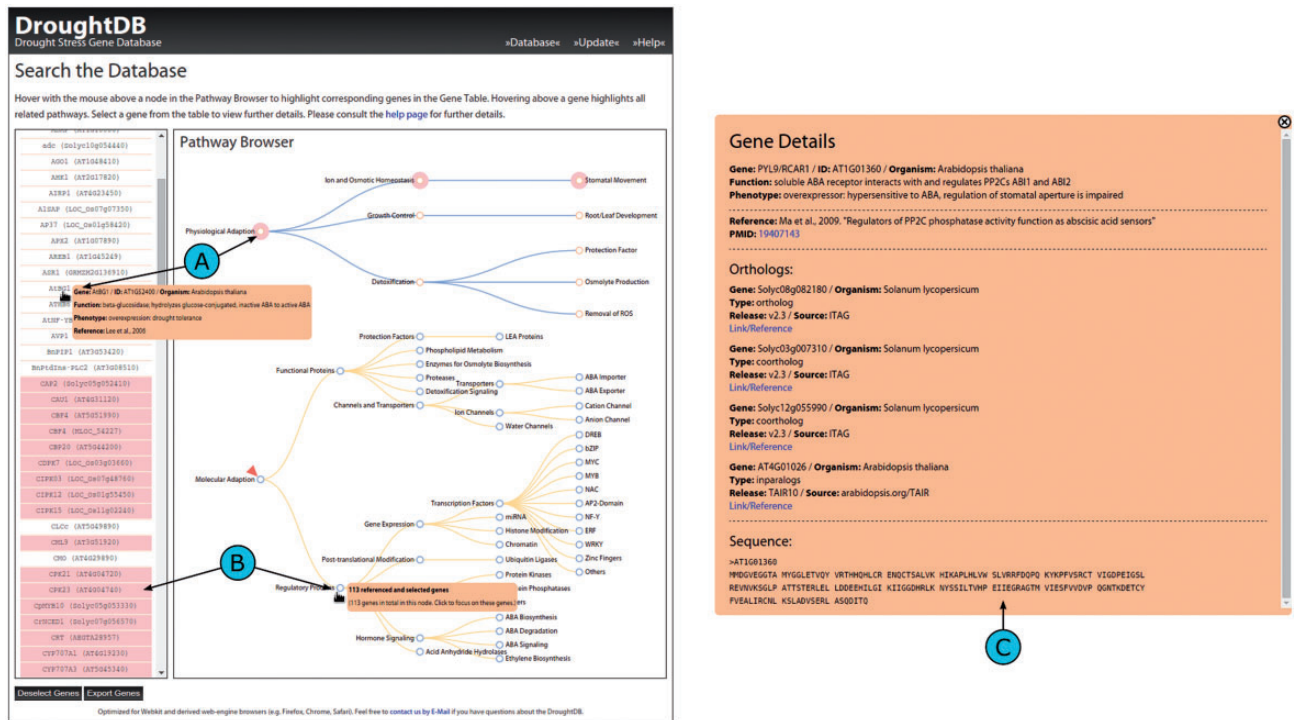 DroughtDB
Drought Stress Gene Database
»Database« »Update« »Help«
Search the Database
Hover with the mouse above a node in the Pathway Browser to highlight corresponding genes in the Gene Table. Hovering above a gene highlights all
related pathways. Select a gene from the table to view further details. Please consult the help page for further details.
adc (Solyc10g054440)
AGO1 (AT1G48410)
AHK1 (AT2G17820)
AIRP1 (AT4G23450)
AlSAP (LOC_Os07g07350)
AP37 (LOC_Os01g58420)
APX2 (AT1G07890)
AREB1 (AT1G45249)
ASR1 (GRMZM2G136910)
AtBG1
AVP1
BnPIP1 (AT3G53420)
BnPtdIns-PLC2 (AT3G08510)
CAP2 (Solyc05g052410)
CAU1 (AT4G31120)
CBF4 (AT5G51990)
CBF4 (MLOC_54227)
CBP20 (AT5G44200)
CDPK7 (LOC_Os03g03660)
CIPK03 (LOC_Os07g48760)
CIPK12 (LOC_Os01g55450)
CIPK15 (LOC_Os11g02240)
CLCc (AT5G49890)
CML9 (AT3G51920)
CMO (AT4G29890)
CPK21 (AT4G04720)
CPK23 (AT4G04740)
CpMYB10 (Solyc05g053330)
CrNCED1 (Solyc07g056570)
CRT (ABGTA28957)
CYP707A1 (AT4G19230)
CYP707A3 (AT5G45340)
Deselect Genes Export Genes
Pathway Browser
Ion and Osmotic Homeostasis
Stomatal Movement
Growth Control
Root/Leaf Development
Physiological Adaption
Protection Factor
Detoxification
Osmolyte Production
Removal of ROS
A
Gene: AtBG1 / ID: AT1G52400 / Organism: Arabidopsis thaliana
Function: beta-glucosidase, hydrolyzes glucose-conjugated, inactive ABA to active ABA
Phenotype: overexpression: drought tolerance
Reference: Lee et al., 2006
Protection Factors
LEA Proteins
Phospholipid Metabolism
Functional Proteins
Enzymes for Osmolyte Biosynthesis
Proteases
Transporters
ABA Importer
Detoxification Signaling
ABA Exporter
Channels and Transporters
Ion Channels
Cation Channel
Anion Channel
Water Channels
DREB
bZIP
MYC
Molecular Adaption
MYB
NAC
Transcription Factors
AP2-Domain
miRNA
NF-Y
Gene Expression
Histone Modification
ERF
Chromatin
WRKY
Zinc Fingers
Post-translational Modification
Ubiquitin Ligases
Others
B
Protein Kinases
Regulatory
113 referenced and selected genes
Phosphatases
(113 genes in total in this node. Click to focus on these genes.)
ABA Biosynthesis
ABA Degradation
Hormone Signaling
ABA Signaling
Acid Anhydride Hydrolases
Ethylene Biosynthesis
Optimized for Webkit and derived web-engine browsers (e.g. Firefox, Chrome, Safari). Feel free to contact us by E-Mail if you have questions about the DroughtDB.
Gene Details
Gene: PYL9/RCAR1 / ID: AT1G01360 / Organism: Arabidopsis thaliana
Function: soluble ABA receptor interacts with and regulates PP2Cs ABI1 and ABI2
Phenotype: overexpressor: hypersensitive to ABA, regulation of stomatal aperture is impaired
Reference: Ma et al., 2009. "Regulators of PP2C phosphatase activity function as abscisic acid sensors"
PMID: 19407143
Orthologs:
Gene: Solyc08g082180 / Organism: Solanum lycopersicum
Type: ortholog
Release: v2.3 / Source: ITAG
Link/Reference
Gene: Solyc03g007310 / Organism: Solanum lycopersicum
Type: coortholog
Release: v2.3 / Source: ITAG
Link/Reference
Gene: Solyc12g055990 / Organism: Solanum lycopersicum
Type: coortholog
Release: v2.3 / Source: ITAG
Link/Reference
Gene: AT4G01026 / Organism: Arabidopsis thaliana
Type: inparalogs
Release: TAIR10 / Source: arabidopsis.org/TAIR
Link/Reference
Sequence:
>AT1G01360
MMDGVEGGTA MYGGLETVQY VRTHHQHLCR ENQCTSALVK HIKAPLHLVW SLVRRFDQPQ KYKPFVSRCT VIGDPEIGSL
REVNVKSGLP ATTSTERLEL LDDEEHILGI KIIGGDHRLK NYSSILTVHP EIIEGRAGTM VIESFVVDVP QGNTKDETCY
FVEALIRCNL KSLADVSERL ASQDITQ
C